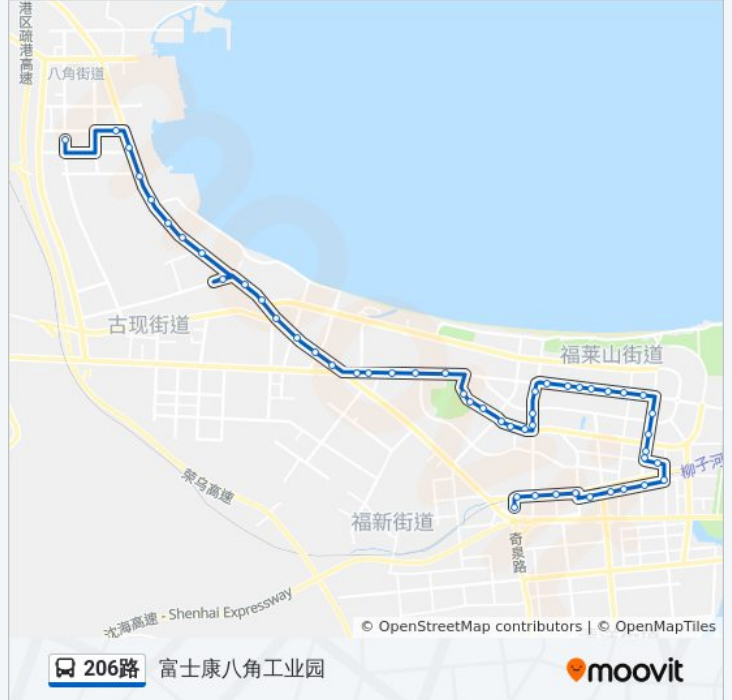 港区疏港高速
八角街道
古现街道
福莱山街道
柳子河
荣乌高速
福新街道
奇泉路
沈海高速 - Shenhai Expressway
© OpenStreetMap contributors | © OpenMapTiles
206路 富士康八角工业园
moovit